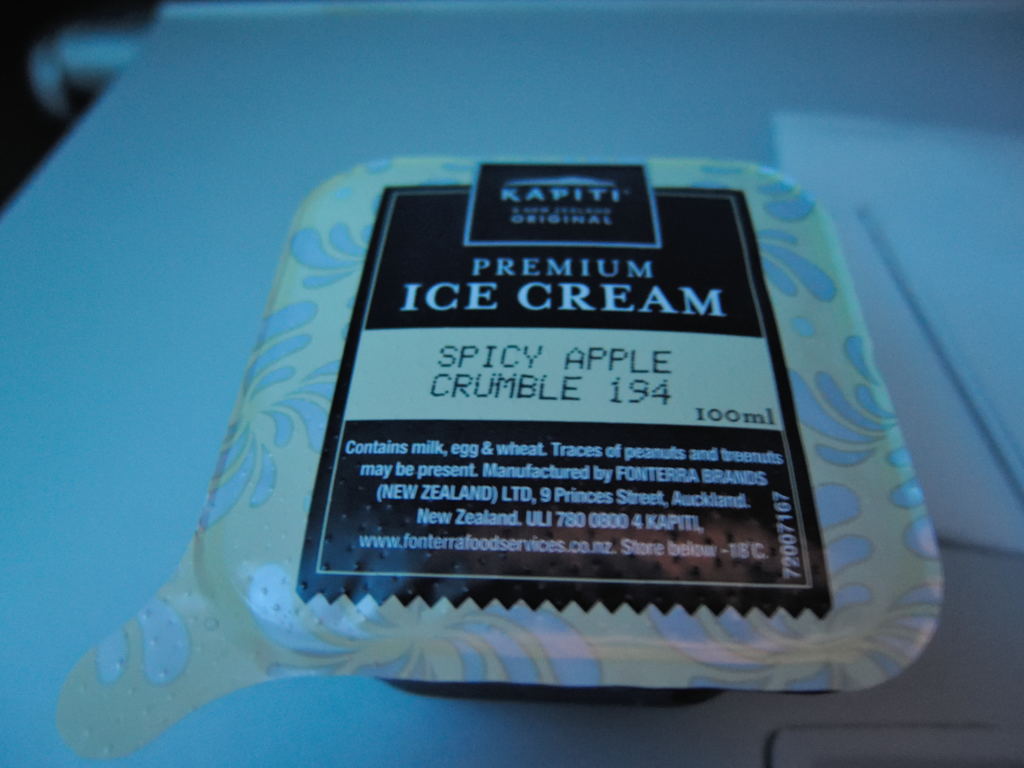 KAPITI
A NEW ZEALAND
ORIGINAL
PREMIUM
ICE CREAM
SPICY APPLE
CRUMBLE 194
100ml
Contains milk, egg & wheat. Traces of peanuts and treenuts
may be present. Manufactured by FONTERRA BRANDS
(NEW ZEALAND) LTD, 9 Princes Street, Auckland.
New Zealand. ULI 780 0800 4 KAPITI,
www.fonterrafoodservices.co.nz. Store below -18°C.
72007167